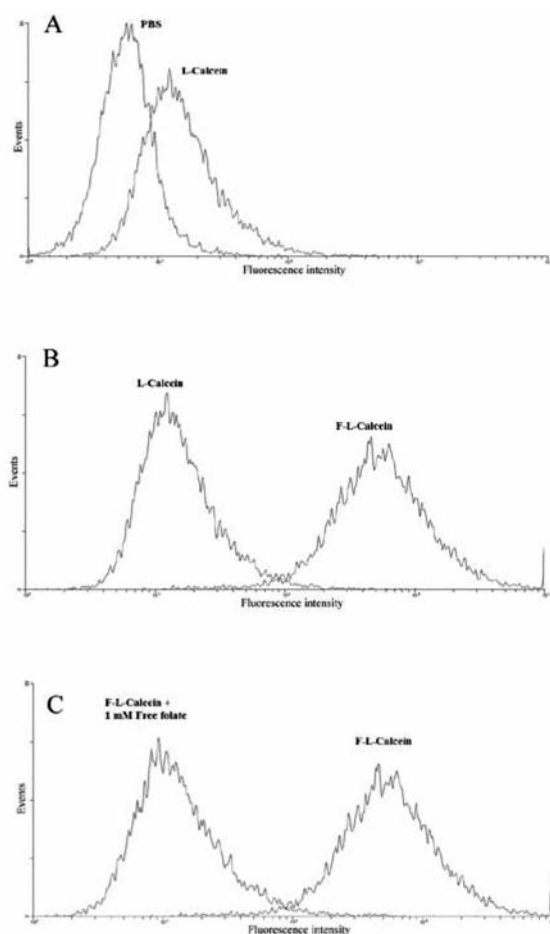 A
PBS
L-Calcein
Events
Fluorescence intensity
B
L-Calcein
F-L-Calcein
Events
Fluorescence intensity
C
F-L-Calcein +
1 mM Free folate
F-L-Calcein
Events
Fluorescence intensity